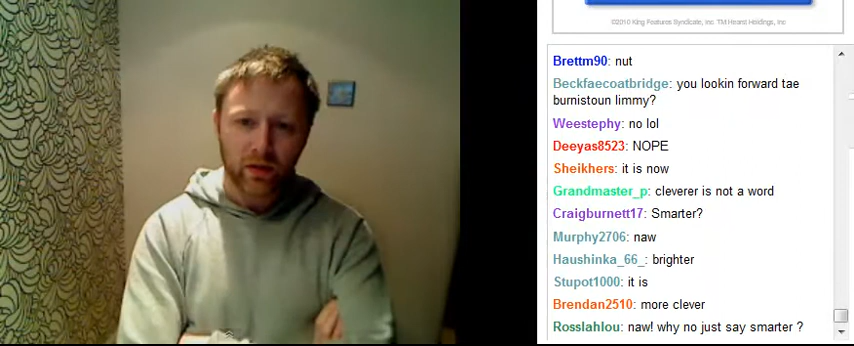 ©2010 King Features Syndicate, Inc. TM Hearst Holdings, Inc
Brettm90: nut
Beckfaecoatbridge: you lookin forward tae
burnistoun limmy?
Weestephy: no lol
Deeyas8523: NOPE
Sheikhers: it is now
Grandmaster_p: cleverer is not a word
Craigburnett17: Smarter?
Murphy2706: naw
Haushinka_66_: brighter
Stupot1000: it is
Brendan2510: more clever
Rosslahlou: naw! why no just say smarter ?